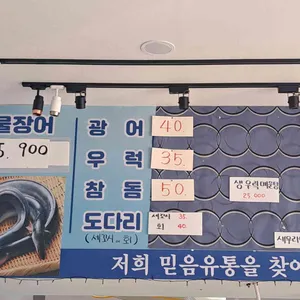 물장어
5.900
광어 40
우럭 35
참돔 50
도다리 세꼬시 35
(세꼬시..회) 회 40
생우럭매운탕
25,000
저희 믿음유통을 찾아